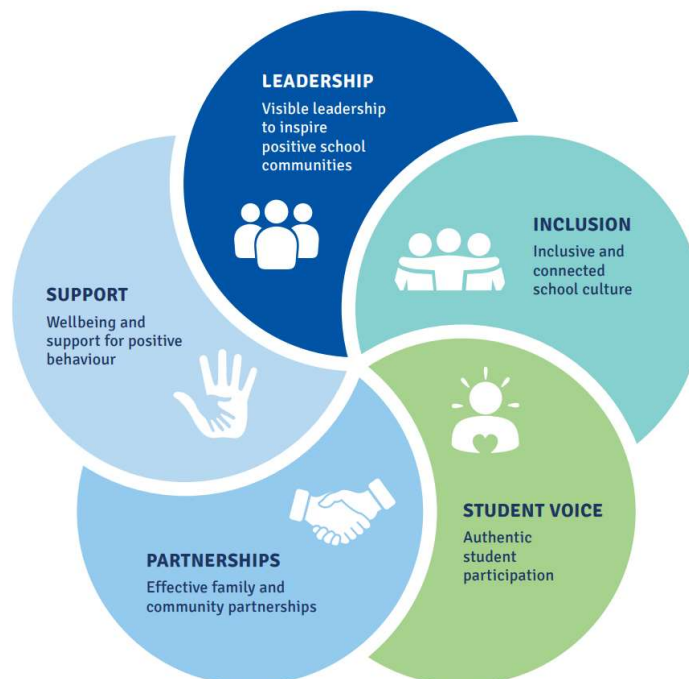 LEADERSHIP
Visible leadership
to inspire
positive school
communities
INCLUSION
Inclusive and
connected
school culture
STUDENT VOICE
Authentic
student
participation
PARTNERSHIPS
Effective family and
community partnerships
SUPPORT
Wellbeing and
support for positive
behaviour